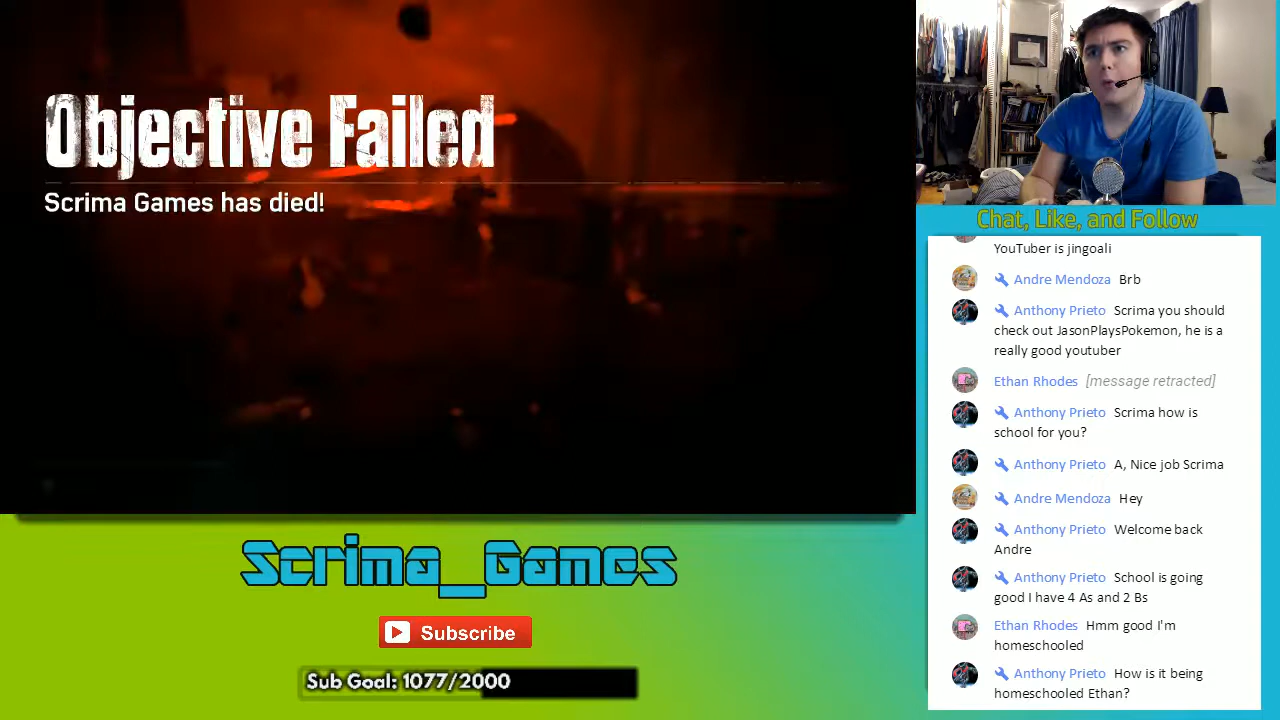 Objective Failed
Scrima Games has died!
Chat, Like, and Follow
YouTuber is jingoali
Andre Mendoza Brb
Anthony Prieto Scrima you should
check out JasonPlaysPokemon, he is a
really good youtuber
Ethan Rhodes [message retracted]
Anthony Prieto Scrima how is
school for you?
Anthony Prieto A, Nice job Scrima
Andre Mendoza Hey
Anthony Prieto Welcome back
Andre
Anthony Prieto School is going
good I have 4 As and 2 Bs
Ethan Rhodes Hmm good I'm
homeschooled
Anthony Prieto How is it being
homeschooled Ethan?
Scrima_Games
Subscribe
Sub Goal: 1077/2000